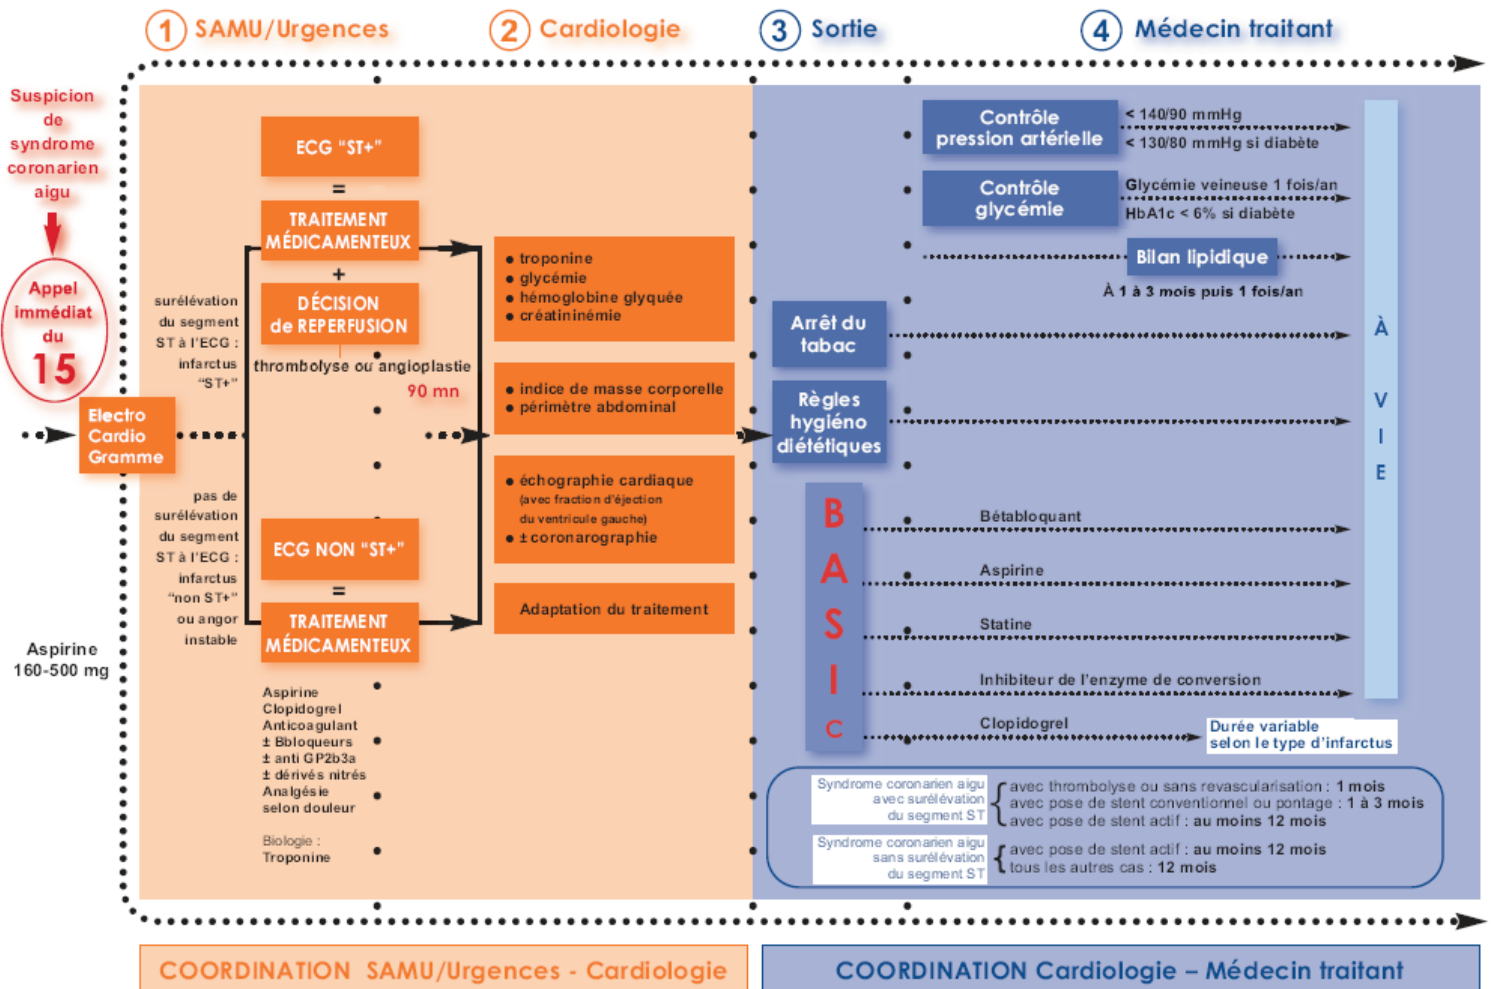 1 SAMU/Urgences
2 Cardiologie
3 Sortie
4 Médecin traitant
Suspicion
de
syndrome
coronarien
aigu
Appel
immédiat
du
15
Electro
Cardio
Gramme
Aspirine
160-500 mg
surélévation
du segment
ST à l'ECG :
infarctus
"ST+"
pas de
surélévation
du segment
ST à l'ECG :
infarctus
"non ST+"
ou angor
instable
ECG "ST+"
=
TRAITEMENT
MÉDICAMENTEUX
+
DÉCISION
de REPERFUSION
thrombolyse ou angioplastie
90 mn
ECG NON "ST+"
=
TRAITEMENT
MÉDICAMENTEUX
Aspirine
Clopidogrel
Anticoagulant
± Bbloqueurs
± anti GP2b3a
± dérivés nitrés
Analgésie
selon douleur
Biologie :
Troponine
● troponine
● glycémie
● hémoglobine glyquée
● créatininémie
● indice de masse corporelle
● périmètre abdominal
● échographie cardiaque
(avec fraction d'éjection
du ventricule gauche)
● ± coronarographie
Adaptation du traitement
Arrêt du
tabac
Règles
hygiéno
diététiques
Contrôle
pression artérielle
< 140/90 mmHg
< 130/80 mmHg si diabète
Contrôle
glycémie
Glycémie veineuse 1 fois/an
HbA1c < 6% si diabète
Bilan lipidique
À 1 à 3 mois puis 1 fois/an
B
A
S
I
C
Bétabloquant
Aspirine
Statine
Inhibiteur de l'enzyme de conversion
Clopidogrel
Durée variable
selon le type d'infarctus
À
V
I
E
Syndrome coronarien aigu
avec surélévation
du segment ST
avec thrombolyse ou sans revascularisation : 1 mois
avec pose de stent conventionnel ou pontage : 1 à 3 mois
avec pose de stent actif : au moins 12 mois
Syndrome coronarien aigu
sans surélévation
du segment ST
avec pose de stent actif : au moins 12 mois
tous les autres cas : 12 mois
COORDINATION SAMU/Urgences - Cardiologie
COORDINATION Cardiologie – Médecin traitant